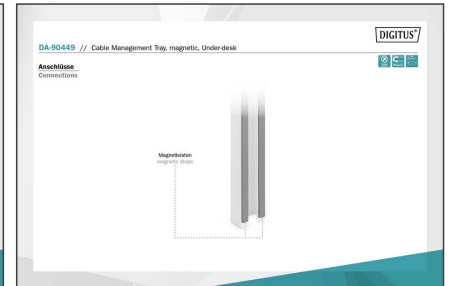 DIGITUS®
DA-90449 // Cable Management Tray, magnetic, Under-desk
Anschlüsse
Connections
Magnetleisten
magnetic strips